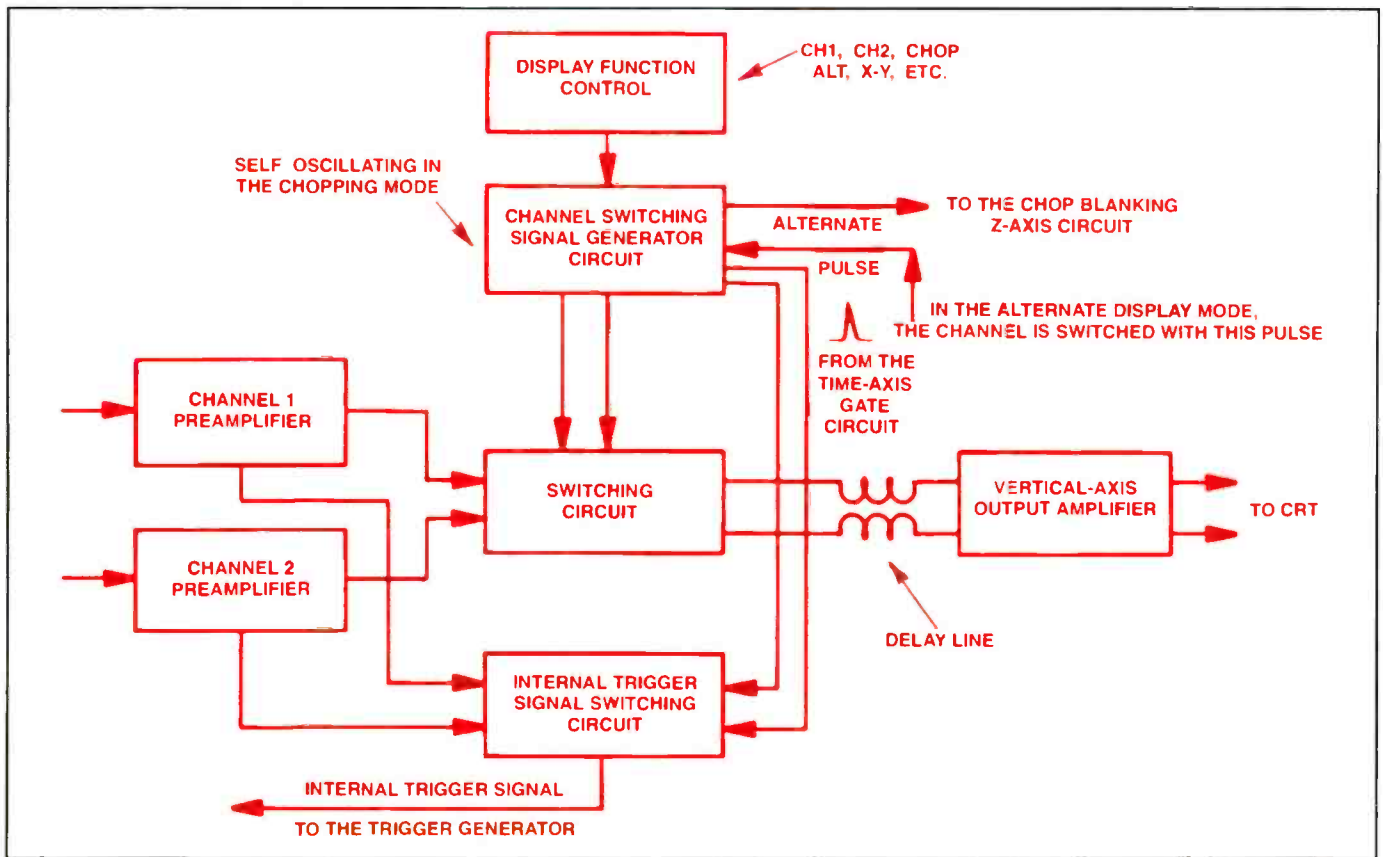 DISPLAY FUNCTION
CONTROL
CH1, CH2, CHOP
ALT, X-Y, ETC.
SELF OSCILLATING IN
THE CHOPPING MODE
CHANNEL SWITCHING
SIGNAL GENERATOR
CIRCUIT
ALTERNATE
TO THE CHOP BLANKING
Z-AXIS CIRCUIT
PULSE
IN THE ALTERNATE DISPLAY MODE,
THE CHANNEL IS SWITCHED WITH THIS PULSE
FROM THE
TIME-AXIS
GATE
CIRCUIT
CHANNEL 1
PREAMPLIFIER
SWITCHING
CIRCUIT
VERTICAL-AXIS
OUTPUT AMPLIFIER
TO CRT
CHANNEL 2
PREAMPLIFIER
DELAY LINE
INTERNAL TRIGGER
SIGNAL SWITCHING
CIRCUIT
INTERNAL TRIGGER SIGNAL
TO THE TRIGGER GENERATOR